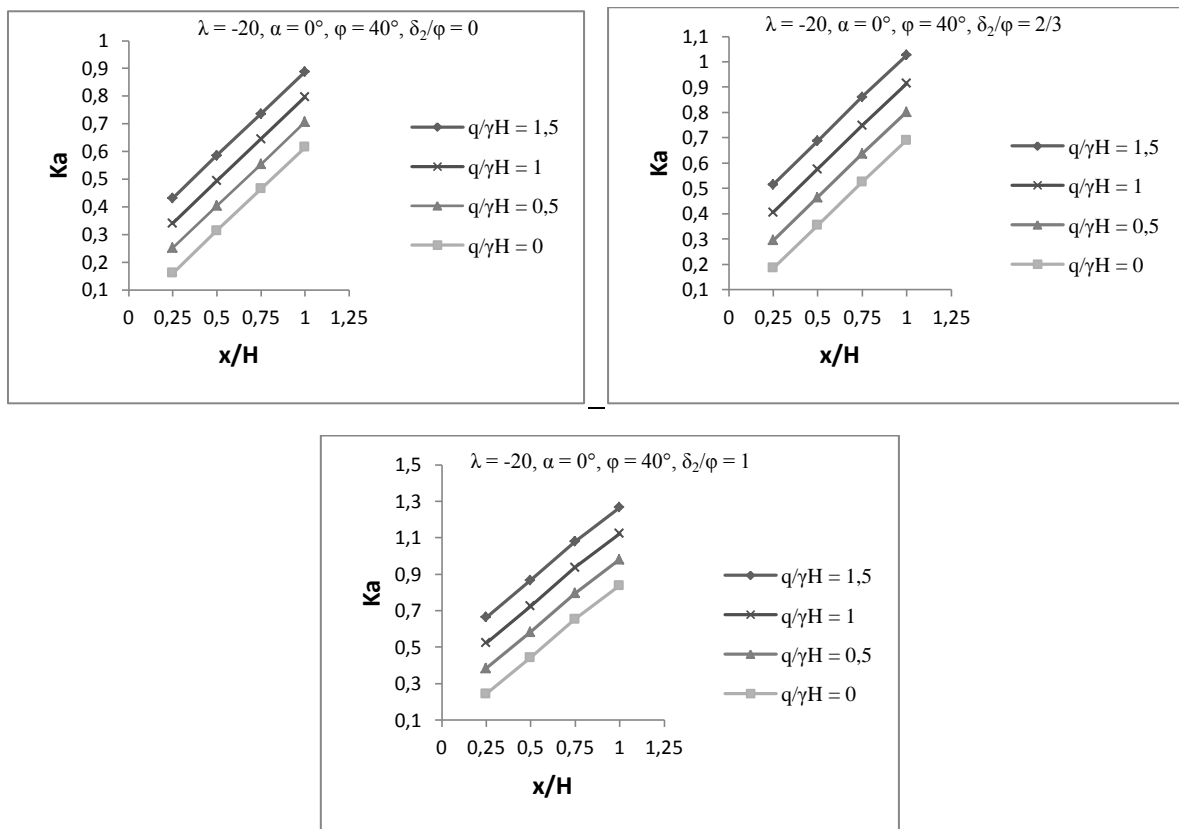 λ = -20, α = 0°, φ = 40°, δ₂/φ = 0
1
0,9
0,8
0,7
0,6
0,5
0,4
0,3
0,2
0,1
Ka
0 0,25 0,5 0,75 1 1,25
x/H
q/γH = 1,5
q/γH = 1
q/γH = 0,5
q/γH = 0
λ = -20, α = 0°, φ = 40°, δ₂/φ = 2/3
1,1
1
0,9
0,8
0,7
0,6
0,5
0,4
0,3
0,2
0,1
Ka
0 0,25 0,5 0,75 1 1,25
x/H
q/γH = 1,5
q/γH = 1
q/γH = 0,5
q/γH = 0
λ = -20, α = 0°, φ = 40°, δ₂/φ = 1
1,5
1,3
1,1
0,9
0,7
0,5
0,3
0,1
Ka
0 0,25 0,5 0,75 1 1,25
x/H
q/γH = 1,5
q/γH = 1
q/γH = 0,5
q/γH = 0